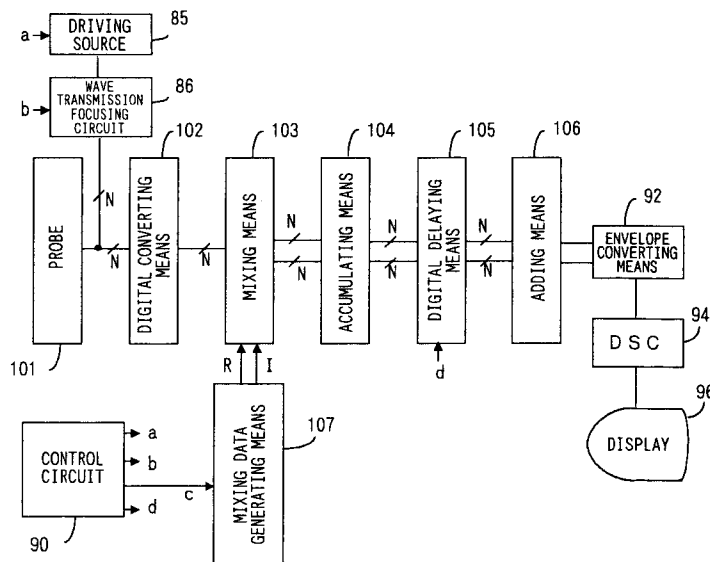 DRIVING
SOURCE
85
a
WAVE
TRANSMISSION
FOCUSING
CIRCUIT
86
b
102
103
104
105
106
92
N
PROBE
N
DIGITAL CONVERTING
MEANS
N
MIXING MEANS
N
N
ACCUMULATING MEANS
N
N
DIGITAL DELAYING
MEANS
N
N
ADDING MEANS
ENVELOPE
CONVERTING
MEANS
94
DSC
101
R
I
d
96
DISPLAY
CONTROL
CIRCUIT
a
b
c
d
90
MIXING DATA
GENERATING MEANS
107